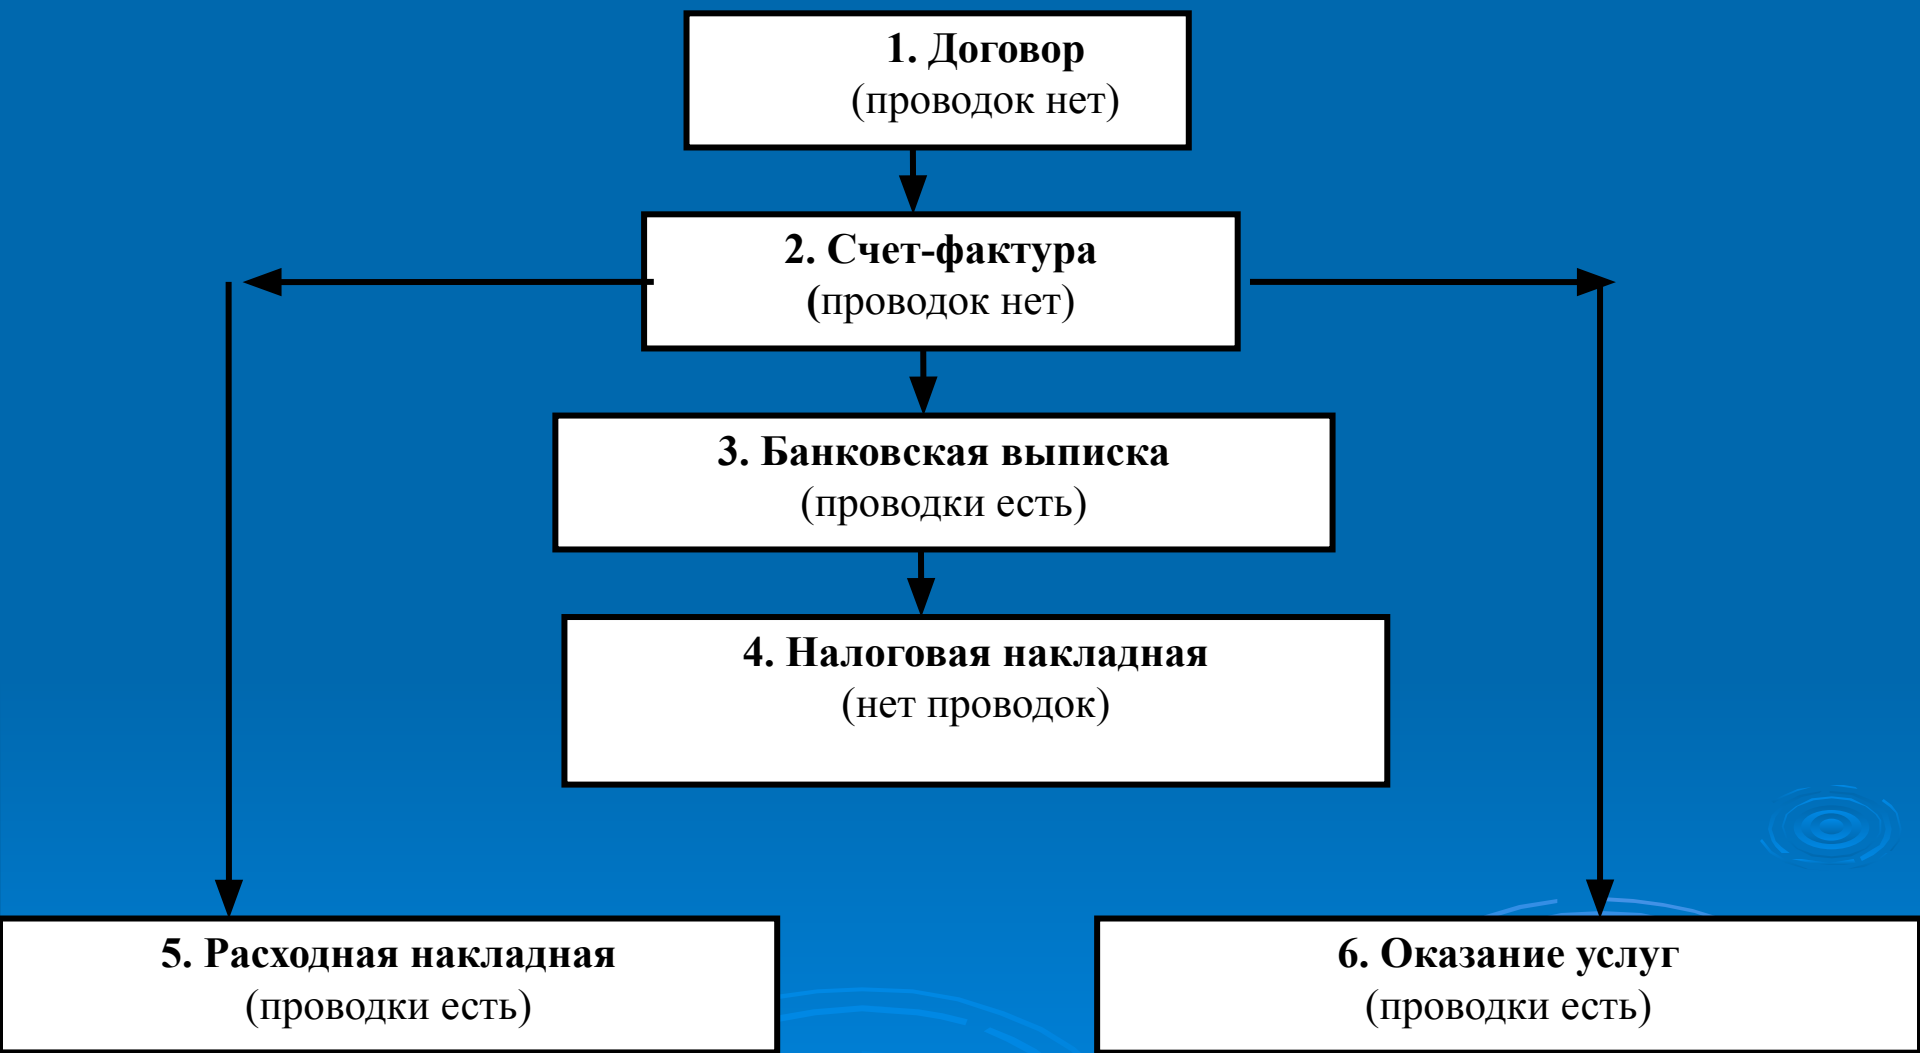 1. Договор
(проводок нет)
2. Счет-фактура
(проводок нет)
3. Банковская выписка
(проводки есть)
4. Налоговая накладная
(нет проводок)
5. Расходная накладная
(проводки есть)
6. Оказание услуг
(проводки есть)